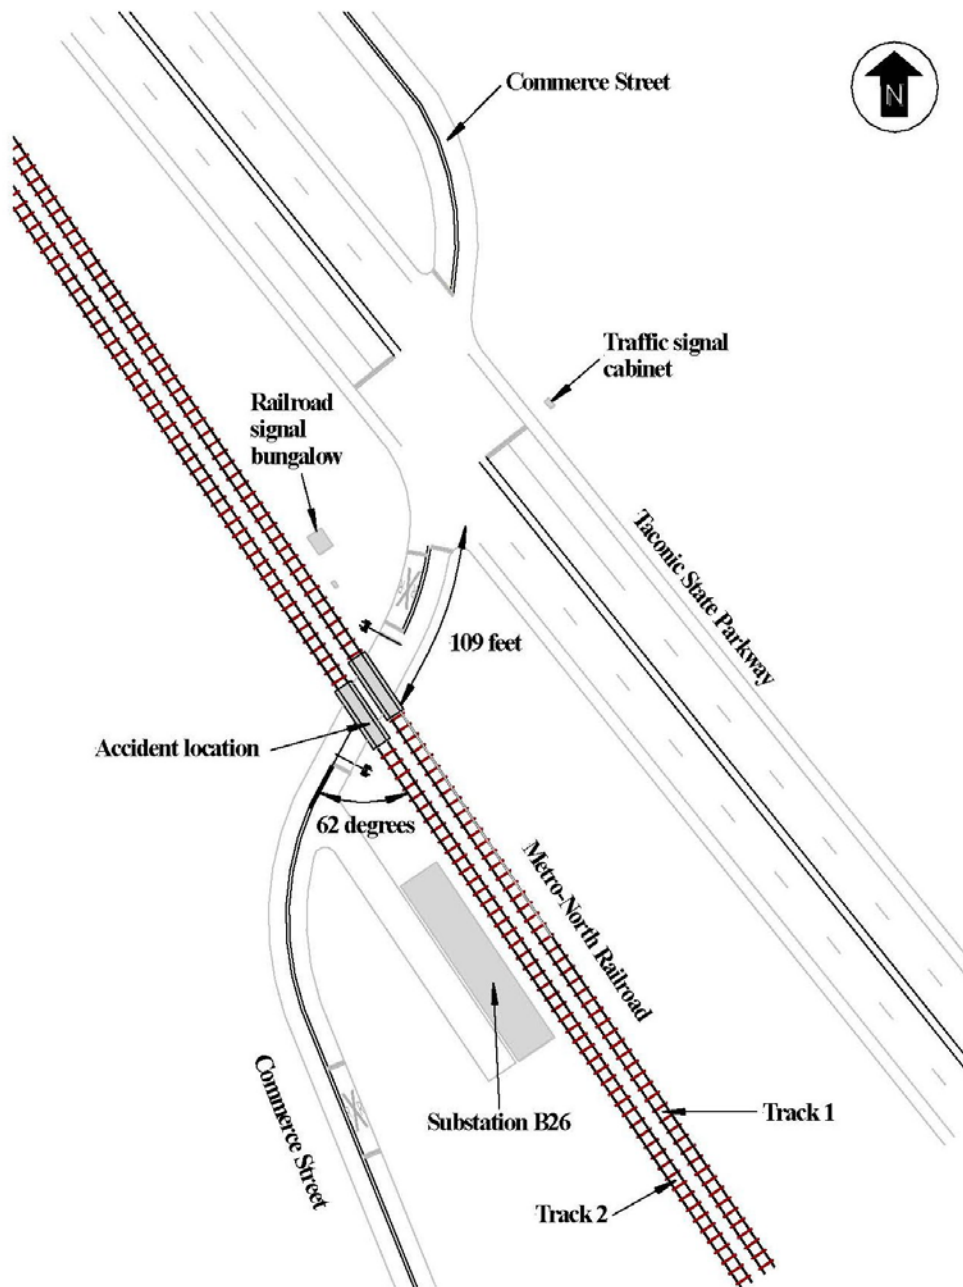 Commerce Street
N
Traffic signal
cabinet
Railroad
signal
bungalow
Taconic State Parkway
109 feet
Accident location
62 degrees
Metro-North Railroad
Commerce Street
Substation B26
Track 1
Track 2